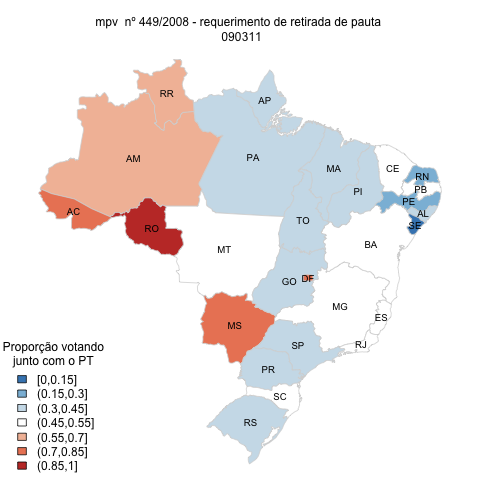 mpv nº 449/2008 - requerimento de retirada de pauta
090311
RR
AP
AM
PA
MA
CE
RN
PB
PI
PE
AL
SE
AC
RO
TO
MT
BA
GO
DF
MG
MS
ES
SP
RJ
PR
SC
RS
Proporção votando
junto com o PT
[0,0.15]
(0.15,0.3]
(0.3,0.45]
(0.45,0.55]
(0.55,0.7]
(0.7,0.85]
(0.85,1]